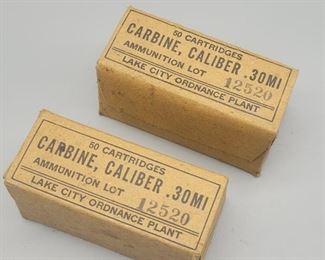 50 CARTRIDGES
CARBINE, CALIBER .30M1
AMMUNITION LOT 12520
LAKE CITY ORDNANCE PLANT
50 CARTRIDGES
CARBINE, CALIBER .30M1
AMMUNITION LOT 12520
LAKE CITY ORDNANCE PLANT